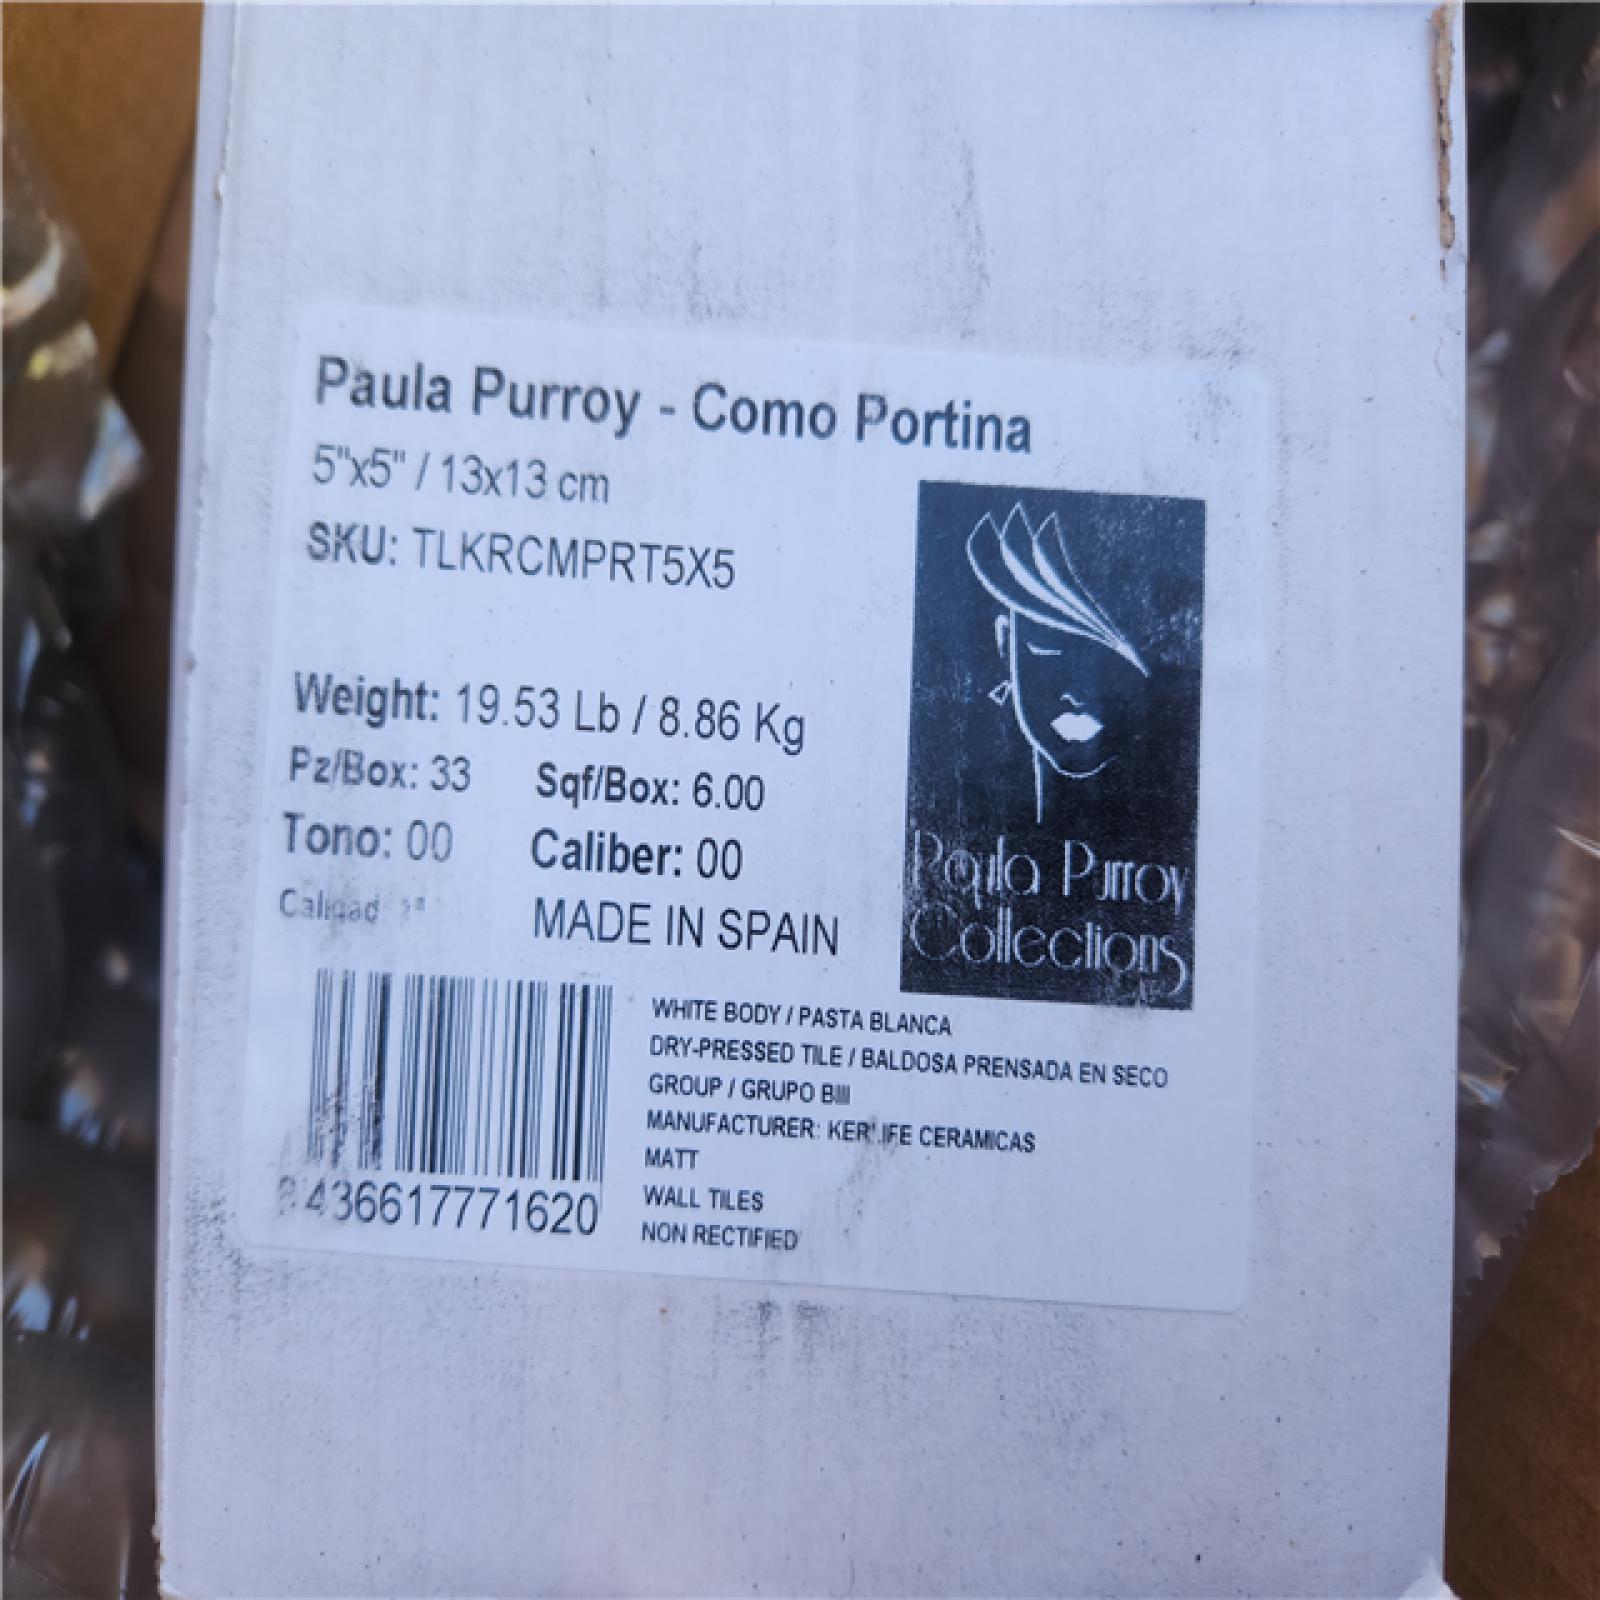 Paula Purroy - Como Portina
5"x5" / 13x13 cm
SKU: TLKRCMPRT5X5
Weight: 19.53 Lb / 8.86 Kg
Pz/Box: 33 Sqf/Box: 6.00
Tono: 00 Caliber: 00
Calidad MADE IN SPAIN
Paula Purroy
Collections
WHITE BODY / PASTA BLANCA
DRY-PRESSED TILE / BALDOSA PRENSADA EN SECO
GROUP / GRUPO BIII
MANUFACTURER: CERAMICAS
MATT
WALL TILES
NON RECTIFIED